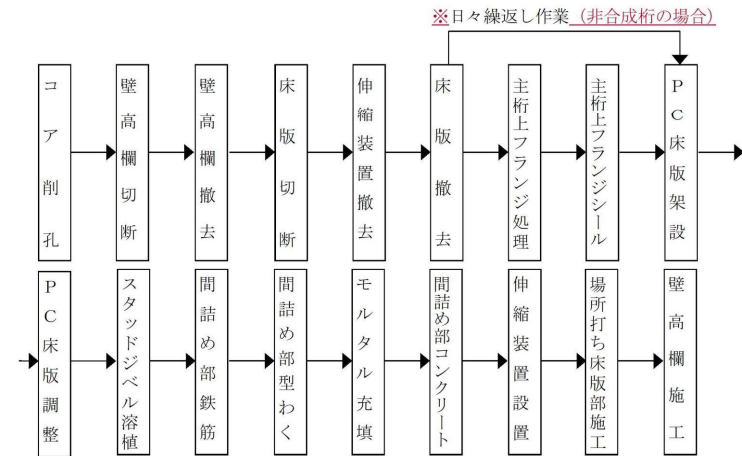 ※日々繰返し作業（非合成桁の場合）
コア削孔
壁高欄切断
壁高欄撤去
床版切断
伸縮装置撤去
床版撤去
主桁上フランジ処理
主桁上フランジシール
PC床版架設
PC床版調整
スタッドジベル溶植
間詰め部鉄筋
間詰め部型わく
モルタル充填
間詰め部コンクリート
伸縮装置設置
場所打ち床版部施工
壁高欄施工